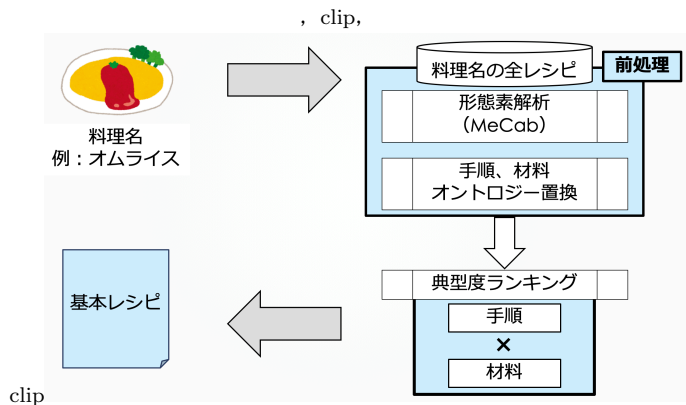 , clip,
料理名の全レシピ
前処理
形態素解析
（MeCab）
手順、材料
オントロジー置換
料理名
例：オムライス
典型度ランキング
手順
×
材料
基本レシピ
clip